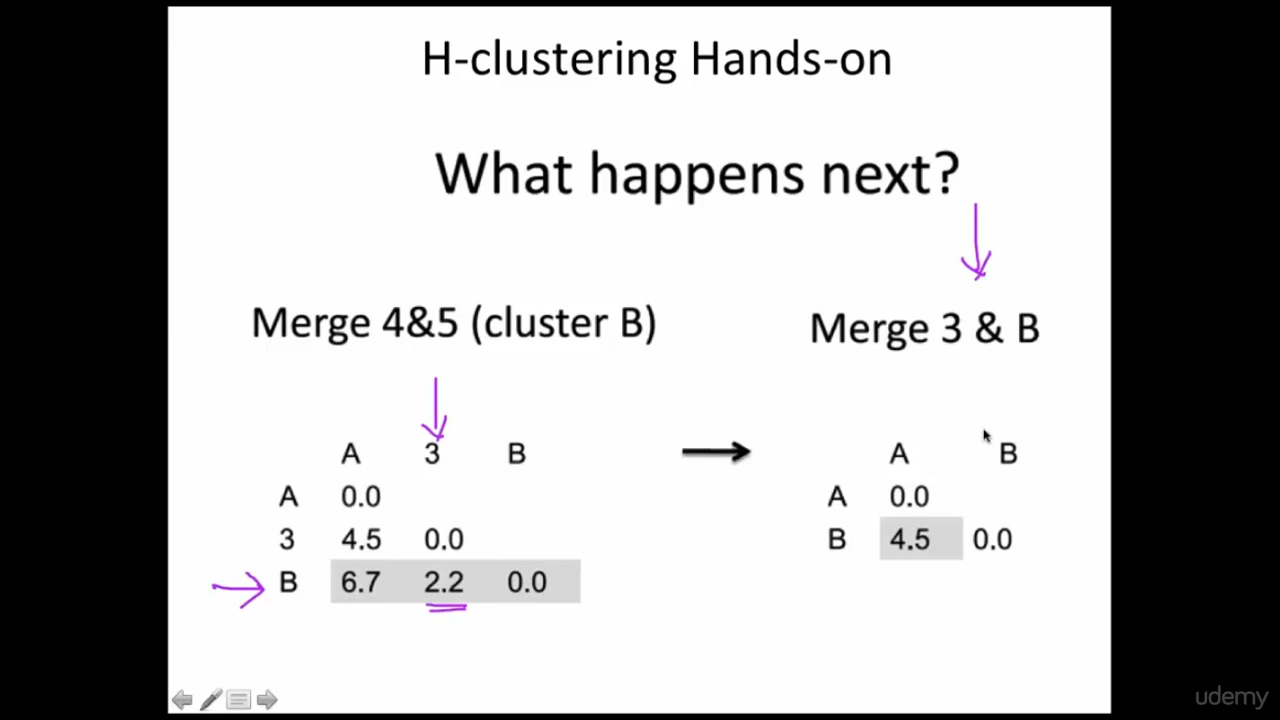 H-clustering Hands-on
What happens next?
Merge 4&5 (cluster B)
A 3 B
A 0.0
3 4.5 0.0
B 6.7 2.2 0.0
Merge 3 & B
A B
A 0.0
B 4.5 0.0
udemy